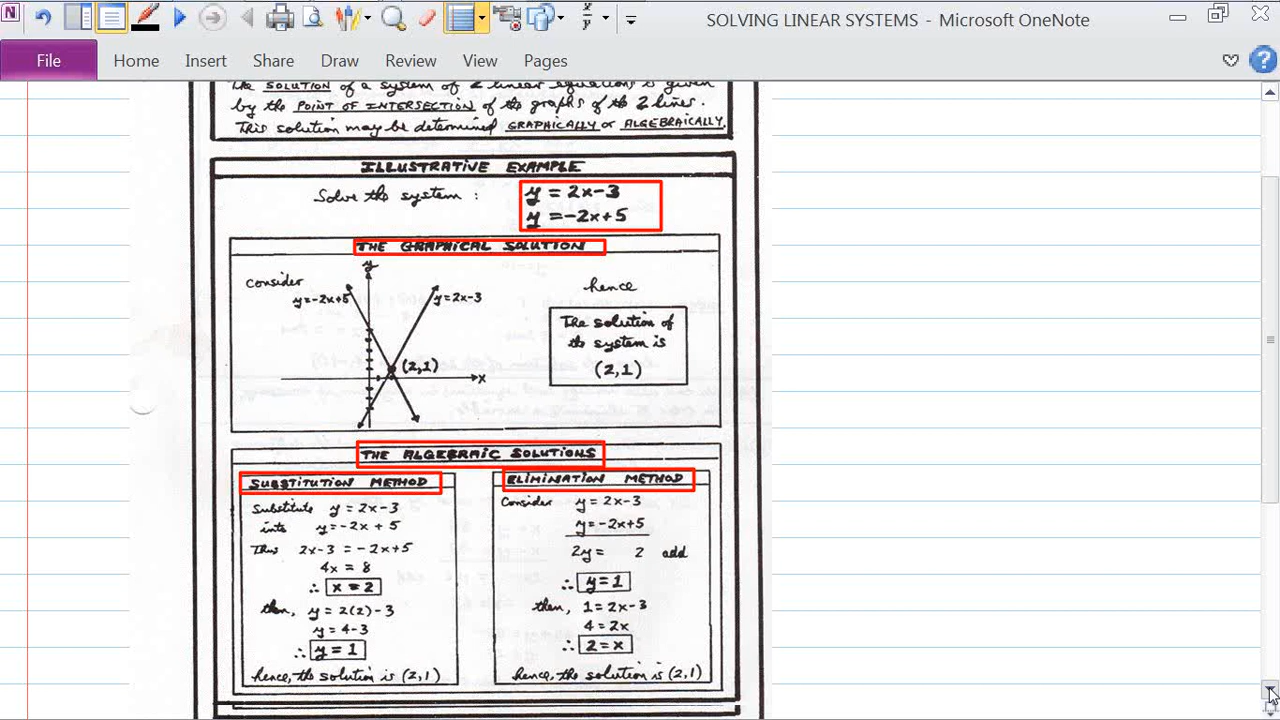 SOLVING LINEAR SYSTEMS - Microsoft OneNote
File Home Insert Share Draw Review View Pages
The SOLUTION of a system of 2 linear equations is given
by the POINT OF INTERSECTION of the graphs of the 2 lines.
This solution may be determined GRAPHICALLY or ALGEBRAICALLY.
ILLUSTRATIVE EXAMPLE
Solve the system :
y = 2x-3
y = -2x+5
THE GRAPHICAL SOLUTION
consider
y
y=-2x+5
y=2x-3
(2,1)
x
hence
The solution of
the system is
(2,1)
THE ALGEBRAIC SOLUTIONS
SUBSTITUTION METHOD
Substitute y = 2x-3
into y = -2x + 5
Thus 2x-3 = -2x+5
4x = 8
∴ x = 2
then, y = 2(2)-3
y = 4-3
∴ y = 1
hence, the solution is (2,1)
ELIMINATION METHOD
Consider y = 2x-3
y = -2x+5
2y = 2 add
∴ y=1
then, 1 = 2x-3
4 = 2x
∴ 2 = x
hence, the solution is (2,1)